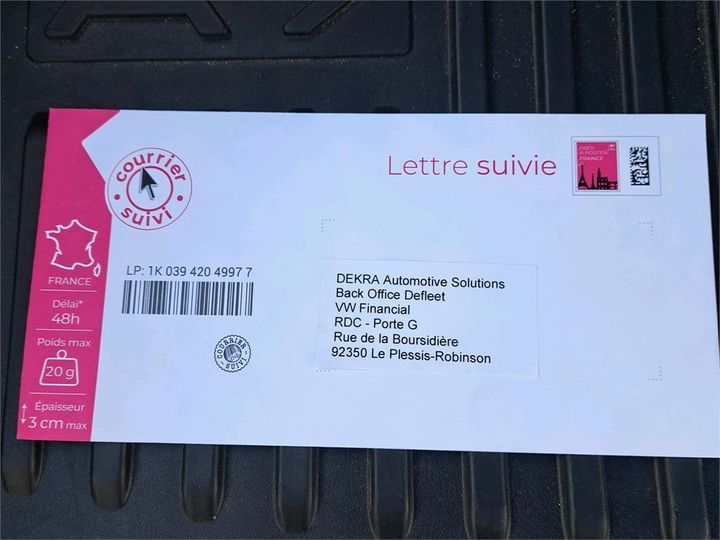 courrier
suivi
Lettre suivie
PRÊT-
À-POSTER
FRANCE
FRANCE
Délai*
48h
Poids max
20 g
Épaisseur
3 cm max
LP: 1K 039 420 4997 7
COURRIER
SUIVI
DEKRA Automotive Solutions
Back Office Defleet
VW Financial
RDC - Porte G
Rue de la Boursidière
92350 Le Plessis-Robinson